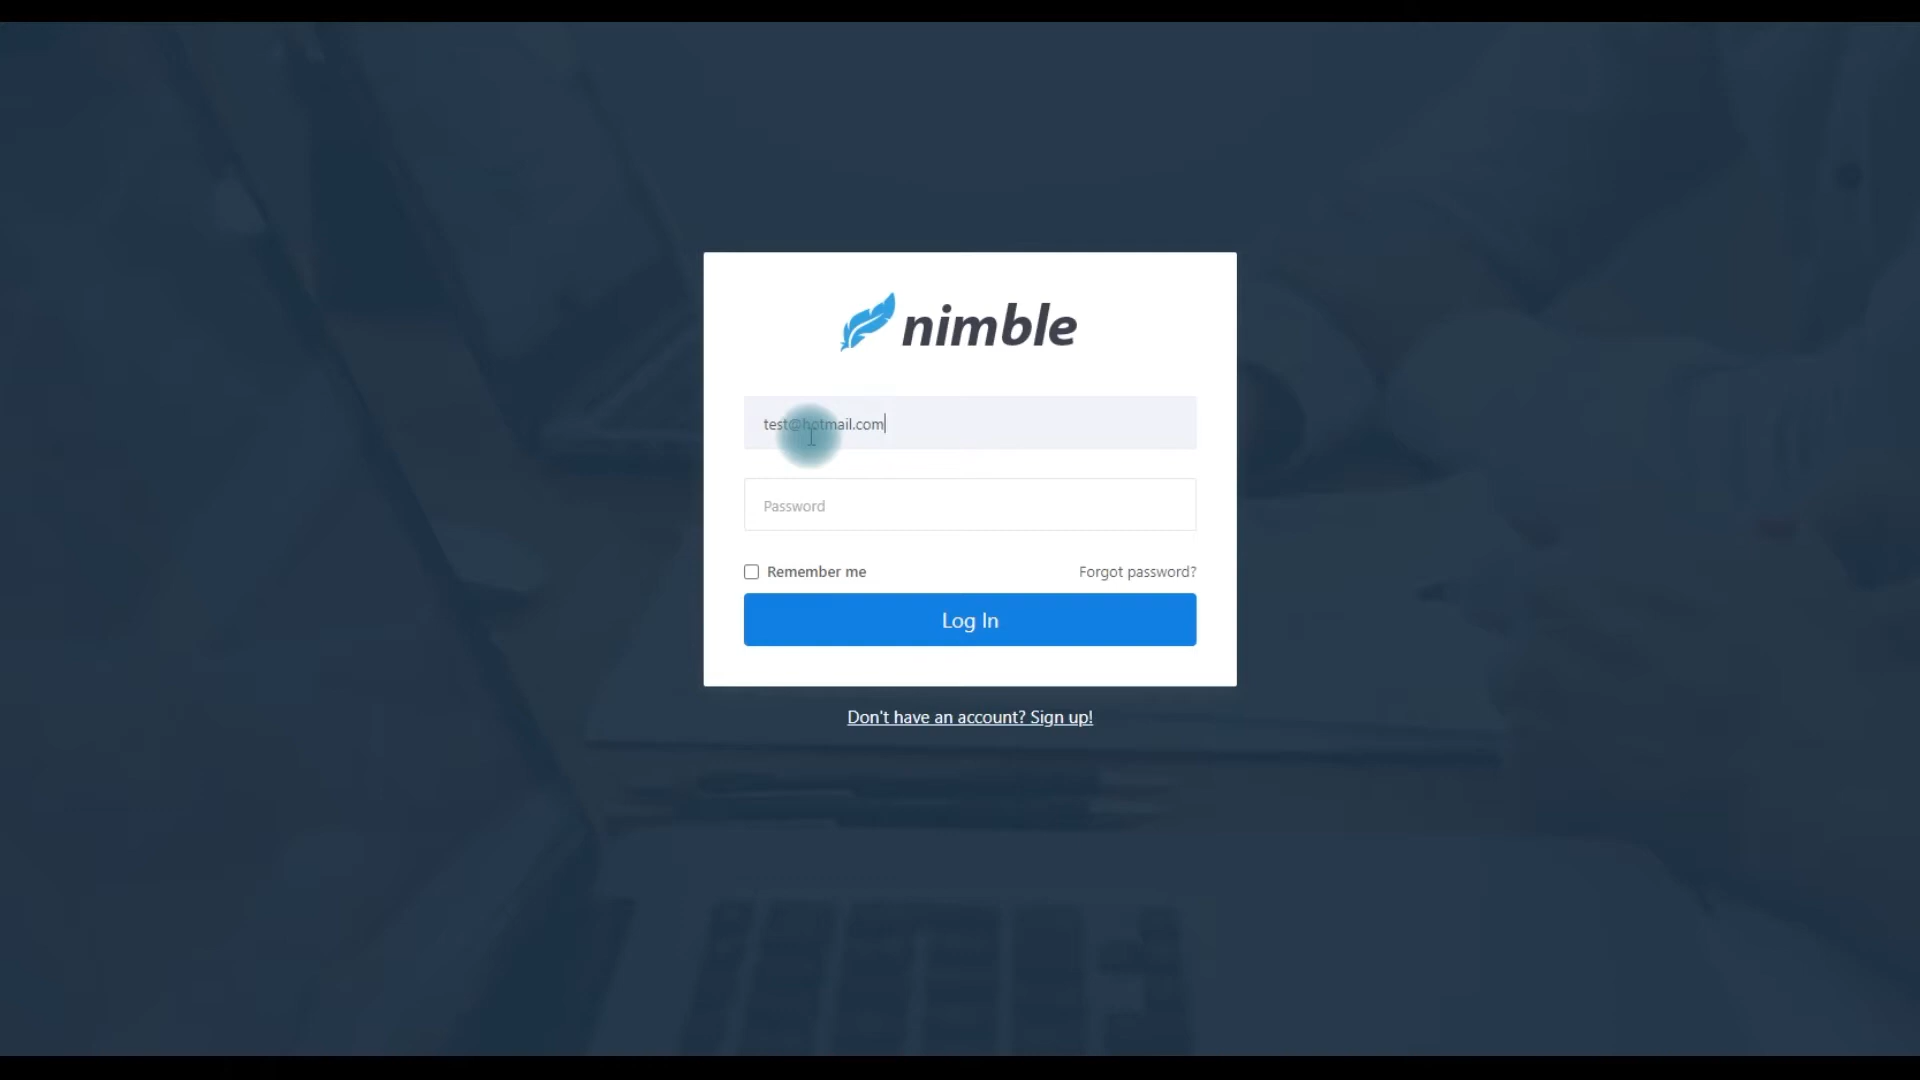 nimble
test@hotmail.com
Password
Remember me
Forgot password?
Log In
Don't have an account? Sign up!